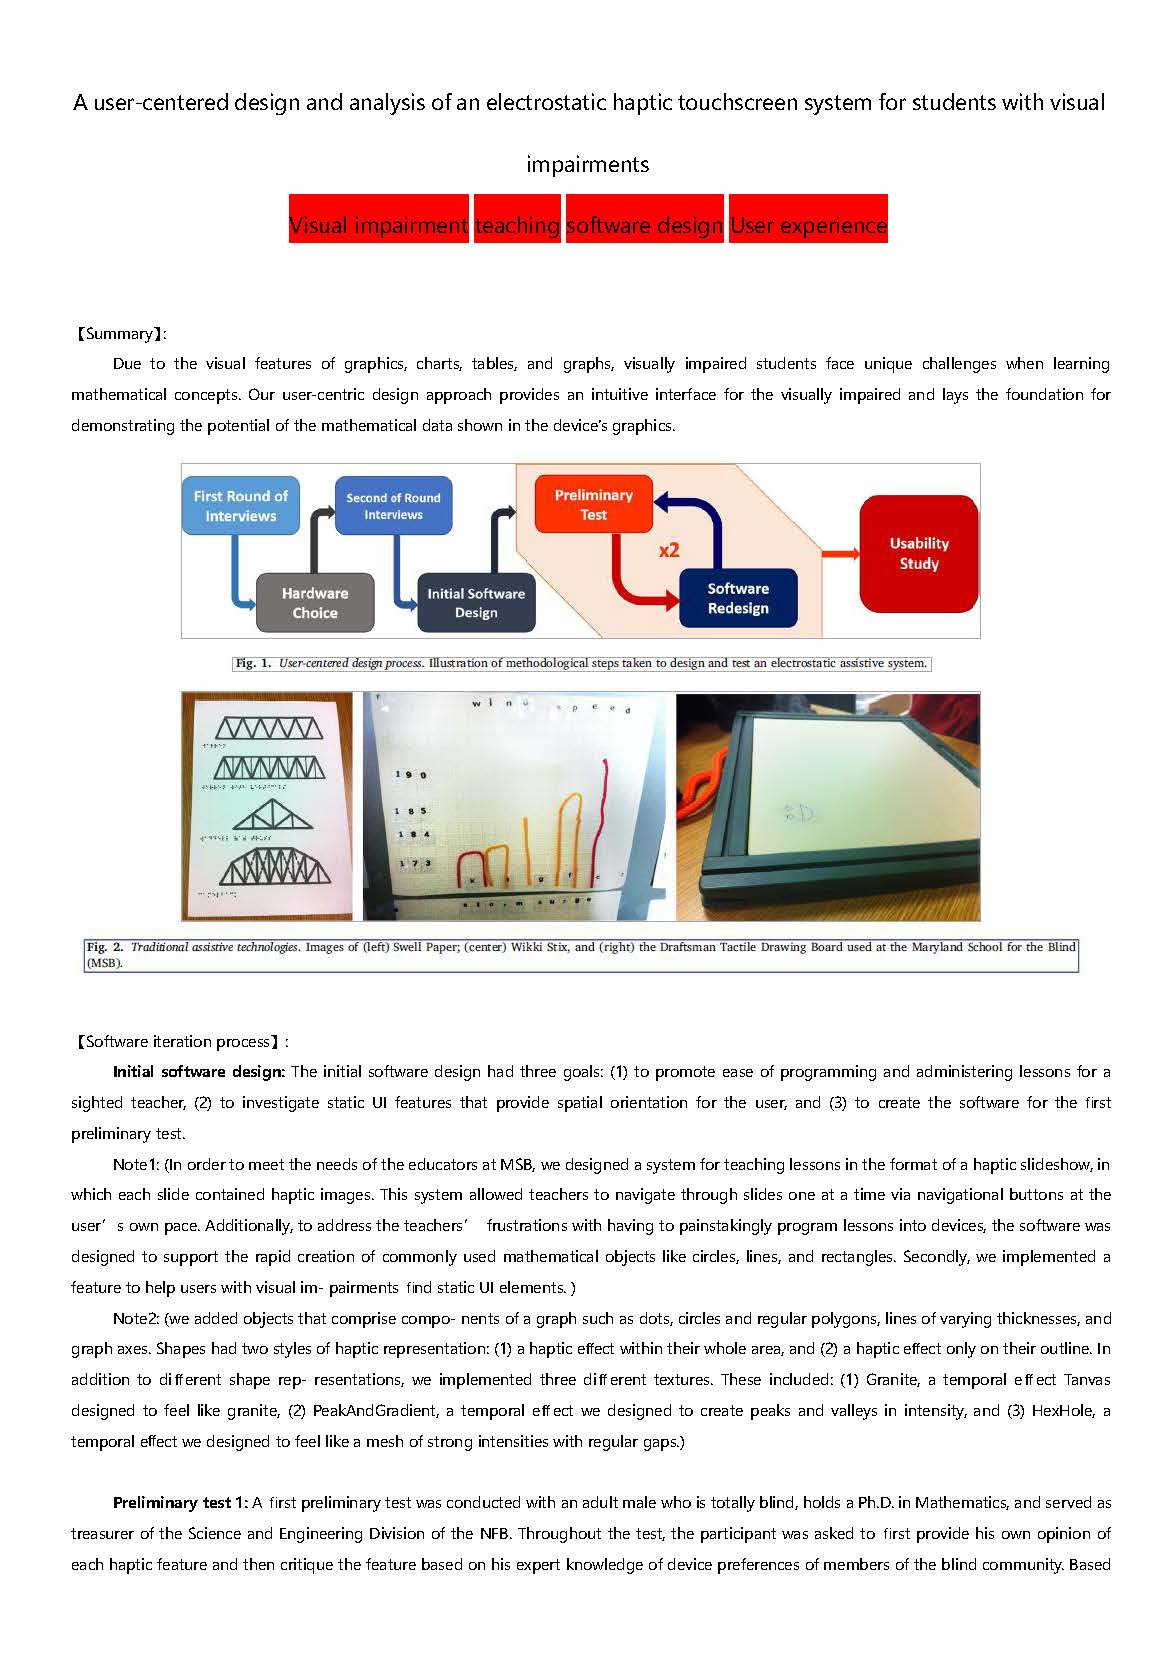 A user-centered design and analysis of an electrostatic haptic touchscreen system for students with visual
impairments
Visual impairment teaching software design User experience
【Summary】:
Due to the visual features of graphics, charts, tables, and graphs, visually impaired students face unique challenges when learning
mathematical concepts. Our user-centric design approach provides an intuitive interface for the visually impaired and lays the foundation for
demonstrating the potential of the mathematical data shown in the device's graphics.
First Round of
Interviews
Hardware
Choice
Second of Round
Interviews
Initial Software
Design
Preliminary
Test
x2
Software
Redesign
Usability
Study
Fig. 1. User-centered design process. Illustration of methodological steps taken to design and test an electrostatic assistive system.
speed
190
185
184
173
storm surge
Fig. 2. Traditional assistive technologies. Images of (left) Swell Paper; (center) Wikki Stix, and (right) the Draftsman Tactile Drawing Board used at the Maryland School for the Blind
(MSB).
【Software iteration process】:
Initial software design: The initial software design had three goals: (1) to promote ease of programming and administering lessons for a
sighted teacher, (2) to investigate static UI features that provide spatial orientation for the user, and (3) to create the software for the first
preliminary test.
Note1: (In order to meet the needs of the educators at MSB, we designed a system for teaching lessons in the format of a haptic slideshow, in
which each slide contained haptic images. This system allowed teachers to navigate through slides one at a time via navigational buttons at the
user’s own pace. Additionally, to address the teachers’ frustrations with having to painstakingly program lessons into devices, the software was
designed to support the rapid creation of commonly used mathematical objects like circles, lines, and rectangles. Secondly, we implemented a
feature to help users with visual im- pairments find static UI elements. )
Note2: (we added objects that comprise compo- nents of a graph such as dots, circles and regular polygons, lines of varying thicknesses, and
graph axes. Shapes had two styles of haptic representation: (1) a haptic effect within their whole area, and (2) a haptic effect only on their outline. In
addition to different shape rep- resentations, we implemented three different textures. These included: (1) Granite, a temporal effect Tanvas
designed to feel like granite, (2) PeakAndGradient, a temporal effect we designed to create peaks and valleys in intensity, and (3) HexHole, a
temporal effect we designed to feel like a mesh of strong intensities with regular gaps.)
Preliminary test 1: A first preliminary test was conducted with an adult male who is totally blind, holds a Ph.D. in Mathematics, and served as
treasurer of the Science and Engineering Division of the NFB. Throughout the test, the participant was asked to first provide his own opinion of
each haptic feature and then critique the feature based on his expert knowledge of device preferences of members of the blind community. Based